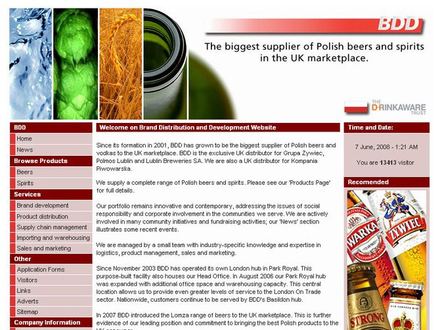 BDD
The biggest supplier of Polish beers and spirits
in the UK marketplace.
THE
DRINKAWARE
TRUST
BDD
Home
News
Browse Products
Beers
Spirits
Services
Brand development
Product distribution
Supply chain management
Importing and warehousing
Sales and marketing
Other
Application Forms
Visitors
Links
Adverts
Sitemap
Company Information
Welcome on Brand Distribution and Development Website
Since its formation in 2001, BDD has grown to be the biggest supplier of Polish beers and
vodkas to the UK marketplace. BDD is the exclusive UK distributor for Grupa Zywiec,
Polmos Lublin and Lublin Breweries SA. We are also a UK distributor for Kompania
Piwowarska.
We supply a complete range of Polish beers and spirits. Please see our 'Products Page'
for full details.
Our portfolio remains innovative and contemporary, addressing the issues of social
responsibility and corporate involvement in the communities we serve. We are actively
involved in many community initiatives and fundraising activities; our 'News' section
illustrates some recent events.
We are managed by a small team with industry-specific knowledge and expertise in
logistics, product management, sales and marketing.
Since November 2003 BDD has operated its own London hub in Park Royal. This
purpose-built facility also houses our Head Office. In August 2006 our Park Royal hub
was expanded with additional office space and warehousing capacity. This central
location allows us to provide even greater levels of service to the London On Trade
sector. Nationwide, customers continue to be served by BDD's Basildon hub.
In 2007 BDD introduced the Lomza range of beers to the UK marketplace. This is further
evidence of our leading position and commitment to bringing the best Polish products to the
Time and Date:
7 June, 2008 - 1:21 AM
You are 13413 visitor
Recomended
WARKA
ŻYWIEC
STRONG